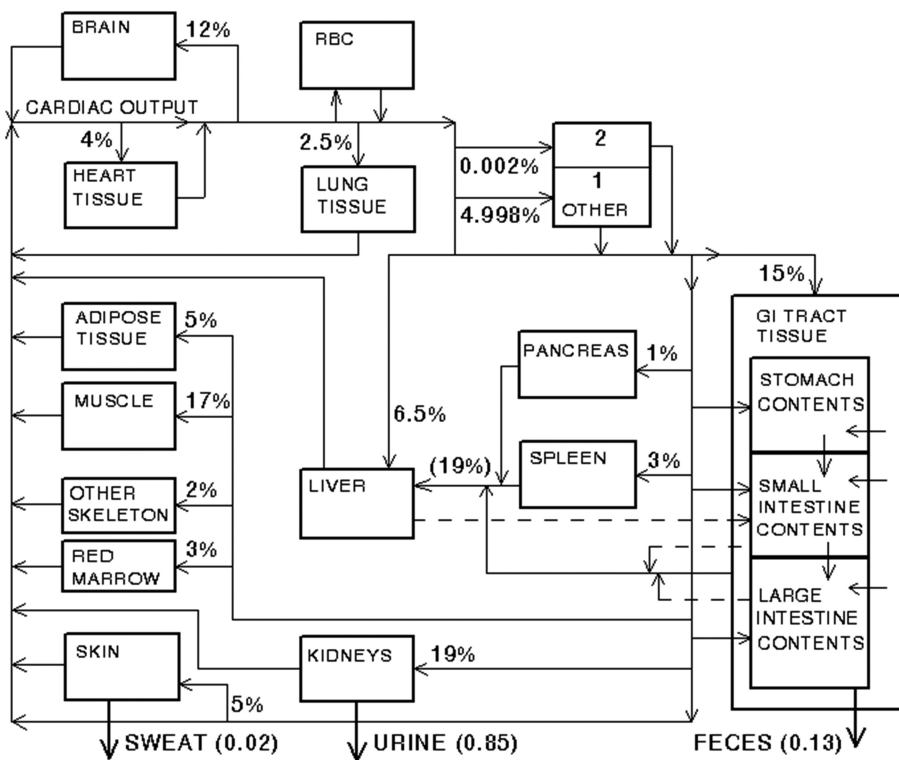 BRAIN
12%
RBC
CARDIAC OUTPUT
4%
2.5%
HEART
TISSUE
LUNG
TISSUE
2
0.002%
1
4.998%
OTHER
15%
GI TRACT
TISSUE
ADIPOSE
TISSUE
5%
PANCREAS
1%
STOMACH
CONTENTS
MUSCLE
17%
6.5%
(19%)
SPLEEN
3%
LIVER
SMALL
INTESTINE
CONTENTS
OTHER
SKELETON
2%
RED
MARROW
3%
LARGE
INTESTINE
CONTENTS
SKIN
5%
KIDNEYS
19%
SWEAT (0.02)
URINE (0.85)
FECES (0.13)